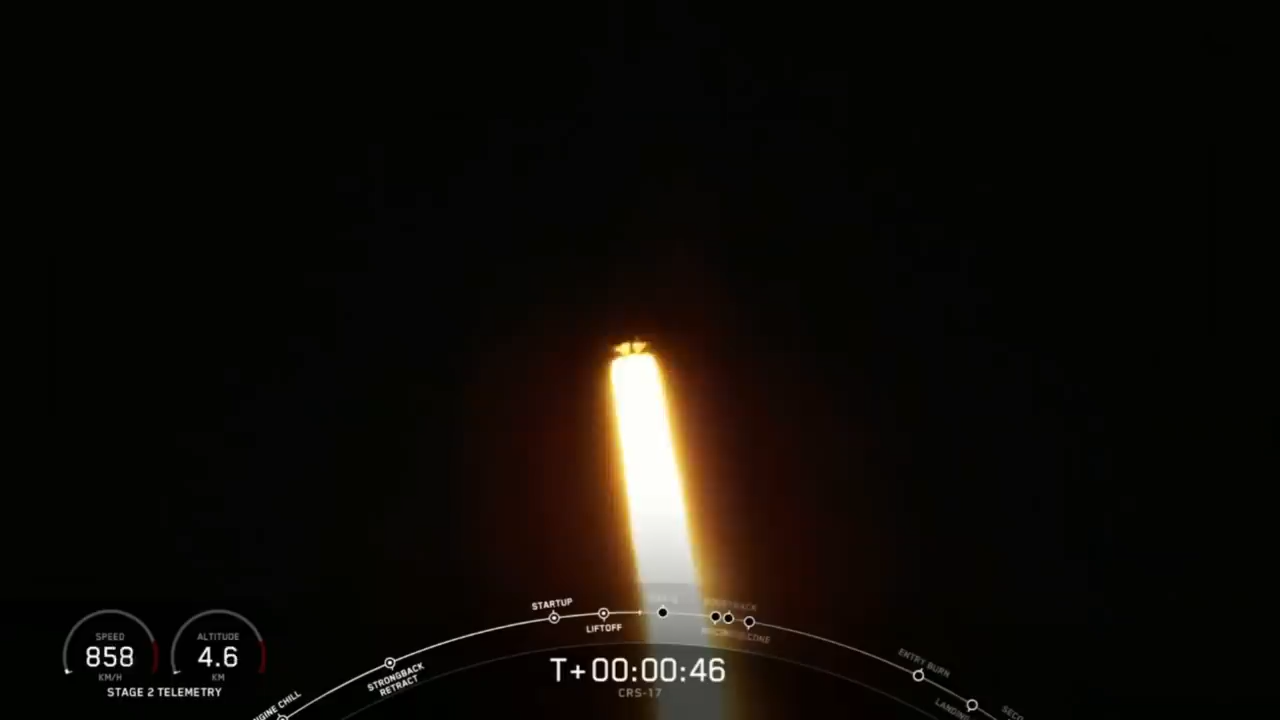 STARTUP
LIFTOFF
STRONGBACK
RETRACT
ENTRY BURN
SPEED
858
KM/H
ALTITUDE
4.6
KM
STAGE 2 TELEMETRY
T+00:00:46
CRS-17